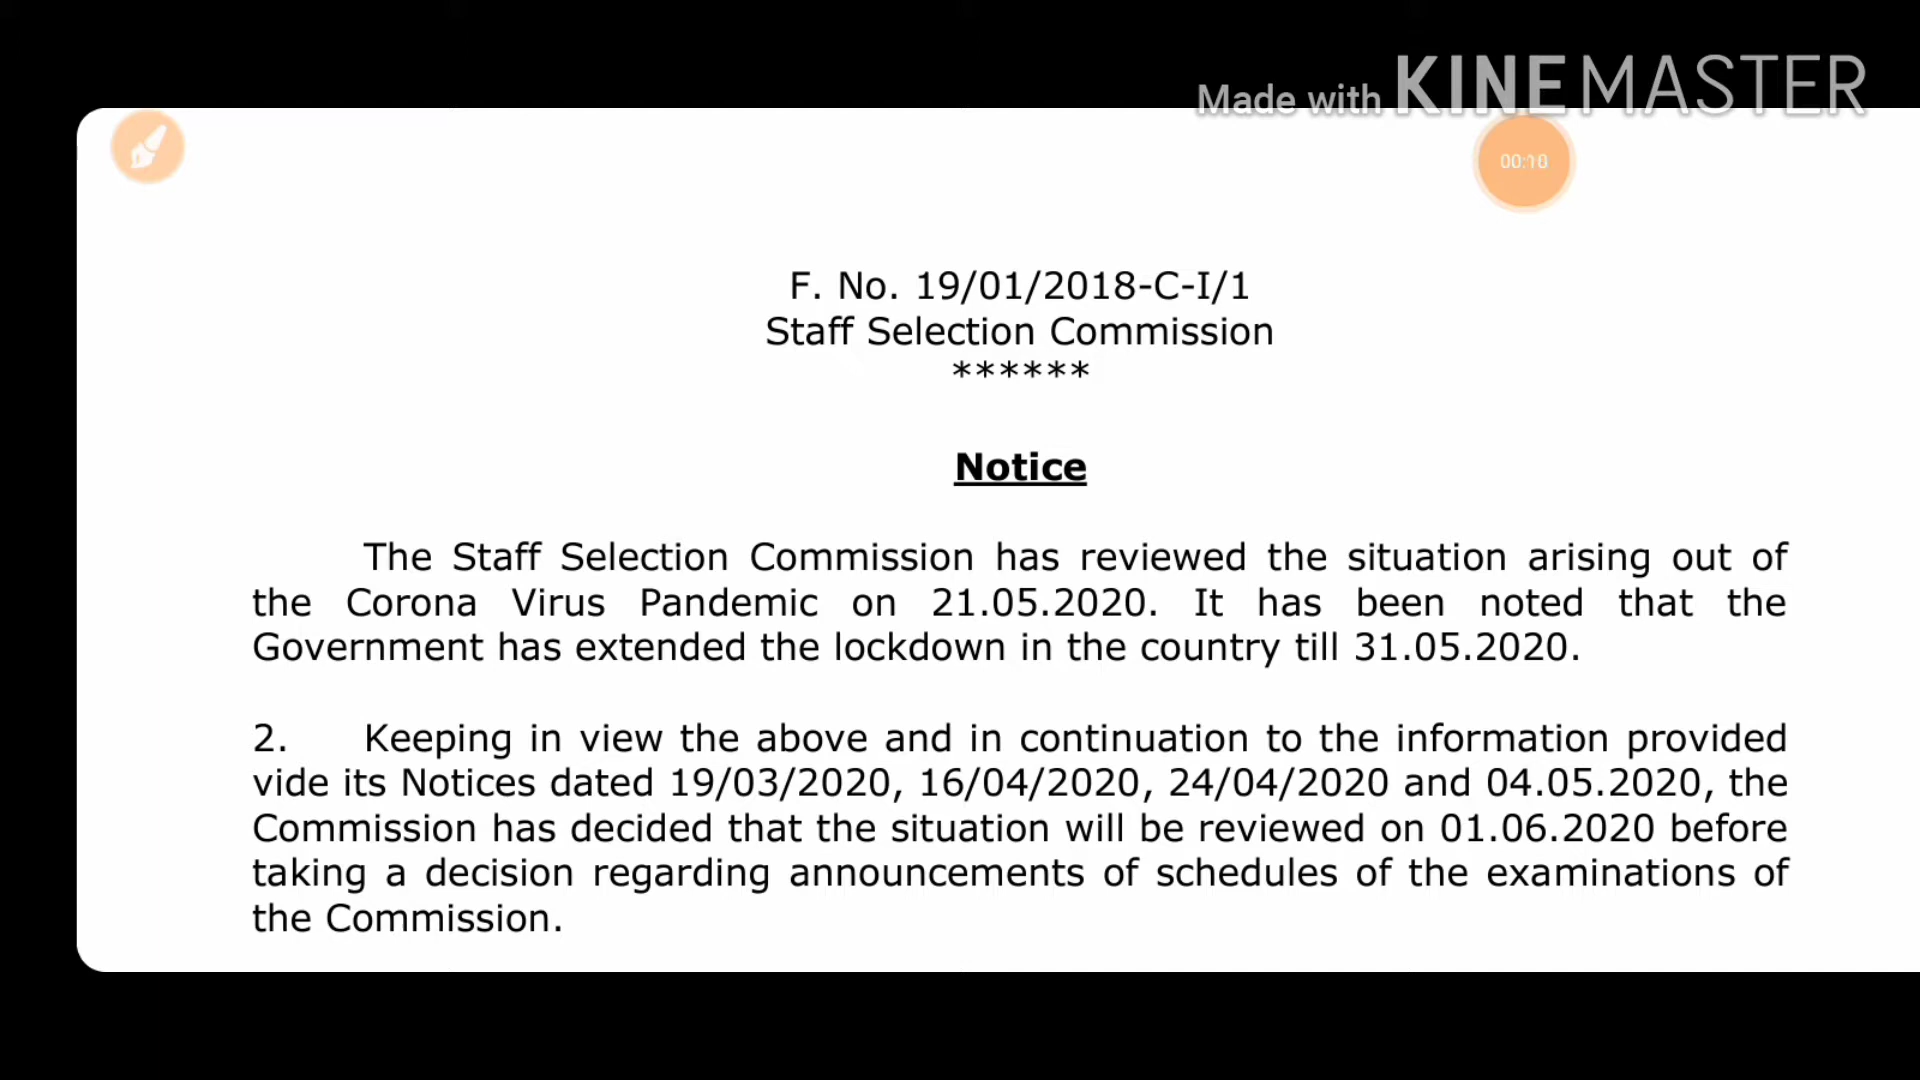 Made with KINEMASTER
00:10
F. No. 19/01/2018-C-I/1
Staff Selection Commission
******
Notice
The Staff Selection Commission has reviewed the situation arising out of
the Corona Virus Pandemic on 21.05.2020. It has been noted that the
Government has extended the lockdown in the country till 31.05.2020.
2. Keeping in view the above and in continuation to the information provided
vide its Notices dated 19/03/2020, 16/04/2020, 24/04/2020 and 04.05.2020, the
Commission has decided that the situation will be reviewed on 01.06.2020 before
taking a decision regarding announcements of schedules of the examinations of
the Commission.